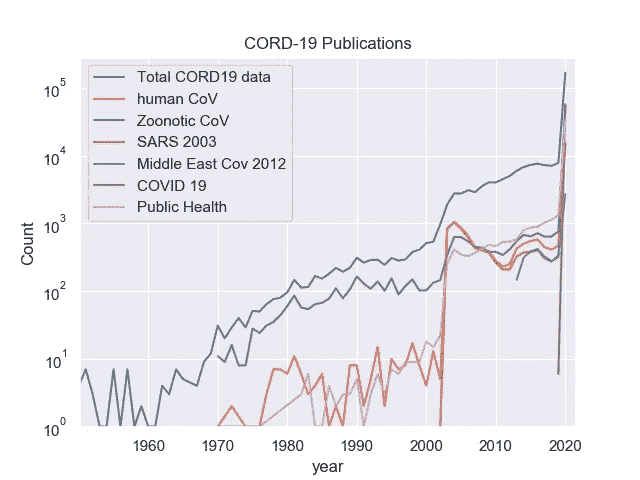 CORD-19 Publications
Total CORD19 data
human CoV
Zoonotic CoV
SARS 2003
Middle East Cov 2012
COVID 19
Public Health
10^5
10^4
10^3
10^2
10^1
10^0
Count
1960 1970 1980 1990 2000 2010 2020
year